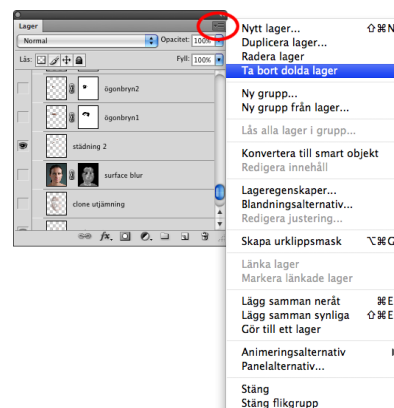 Lager
Normal
Opacitet: 100%
Lås:
Fyll: 100%
ögonbryn2
ögonbryn1
städning 2
surface blur
clone utjämning
fx.
Nytt lager... ⇧⌘N
Duplicera lager...
Radera lager
Ta bort dolda lager
Ny grupp...
Ny grupp från lager...
Lås alla lager i grupp...
Konvertera till smart objekt
Redigera innehåll
Lageregenskaper...
Blandningsalternativ...
Redigera justering...
Skapa urklippsmask ⌥⌘G
Länka lager
Markera länkade lager
Lägg samman neråt ⌘E
Lägg samman synliga ⇧⌘E
Gör till ett lager
Animeringsalternativ
Panelalternativ...
Stäng
Stäng flikgrupp